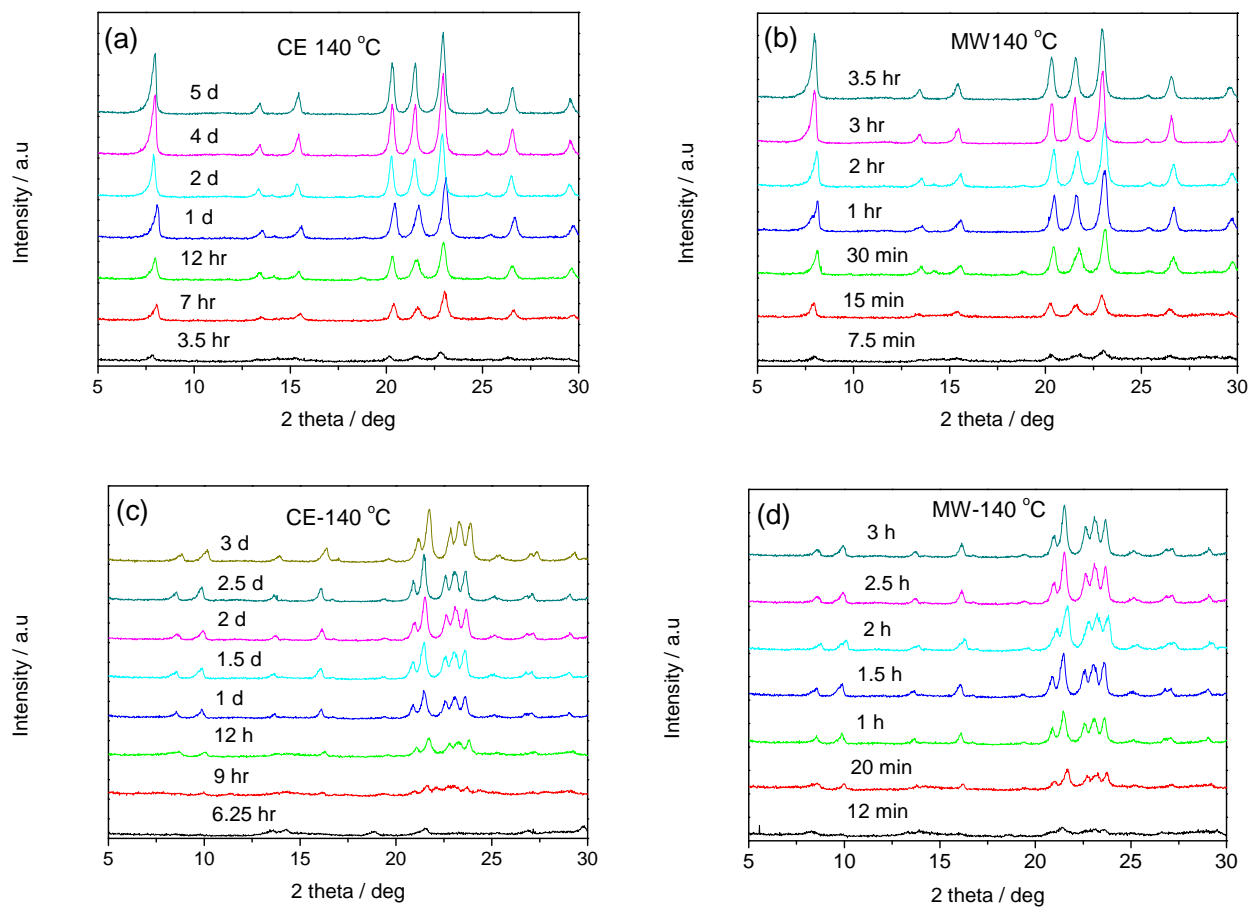 (a)
CE 140 °C
5 d
4 d
2 d
1 d
12 hr
7 hr
3.5 hr
Intensity / a.u
5 10 15 20 25 30
2 theta / deg
(b)
MW140 °C
3.5 hr
3 hr
2 hr
1 hr
30 min
15 min
7.5 min
Intensity / a.u
5 10 15 20 25 30
2 theta / deg
(c)
CE-140 °C
3 d
2.5 d
2 d
1.5 d
1 d
12 h
9 hr
6.25 hr
Intensity / a.u
5 10 15 20 25 30
2 theta / deg
(d)
MW-140 °C
3 h
2.5 h
2 h
1.5 h
1 h
20 min
12 min
Intensity / a.u
5 10 15 20 25 30
2 theta / deg